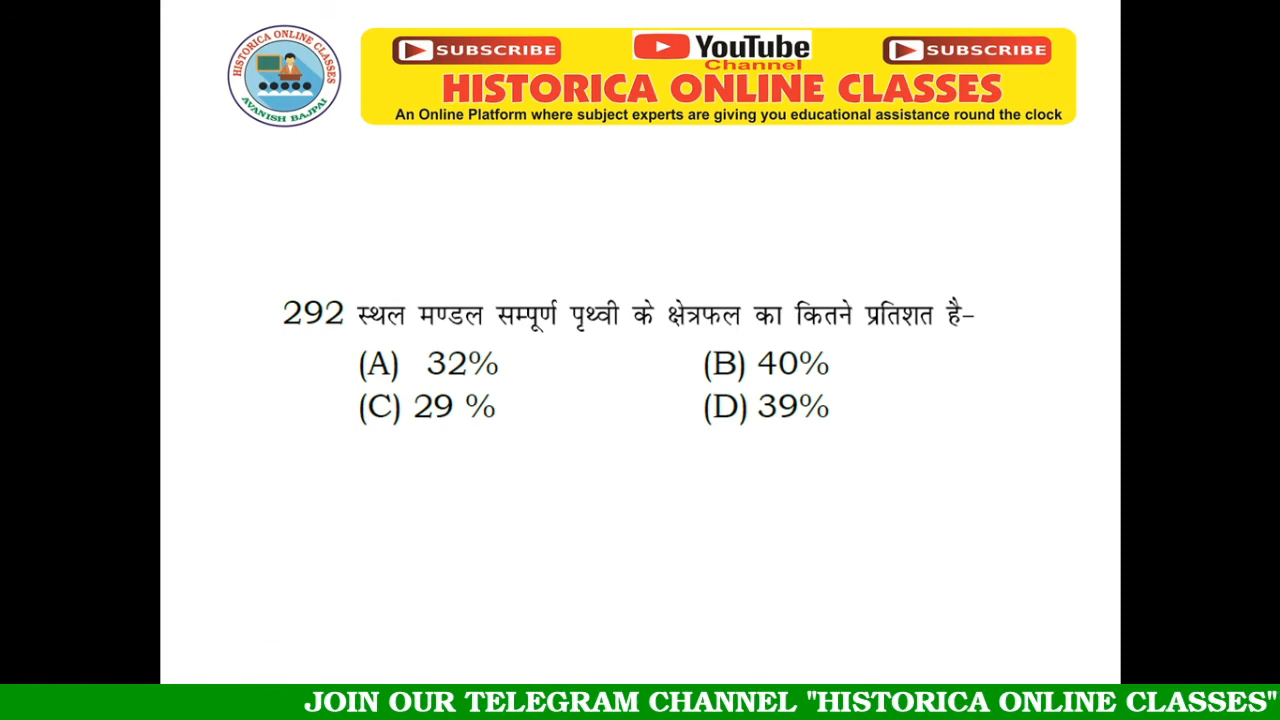 HISTORICA ONLINE CLASSES
AVANISH BAJPAI
SUBSCRIBE
YouTube
SUBSCRIBE
Channel
HISTORICA ONLINE CLASSES
An Online Platform where subject experts are giving you educational assistance round the clock
292 स्थल मण्डल सम्पूर्ण पृथ्वी के क्षेत्रफल का कितने प्रतिशत है–
(A) 32% (B) 40%
(C) 29 % (D) 39%
JOIN OUR TELEGRAM CHANNEL "HISTORICA ONLINE CLASSES"